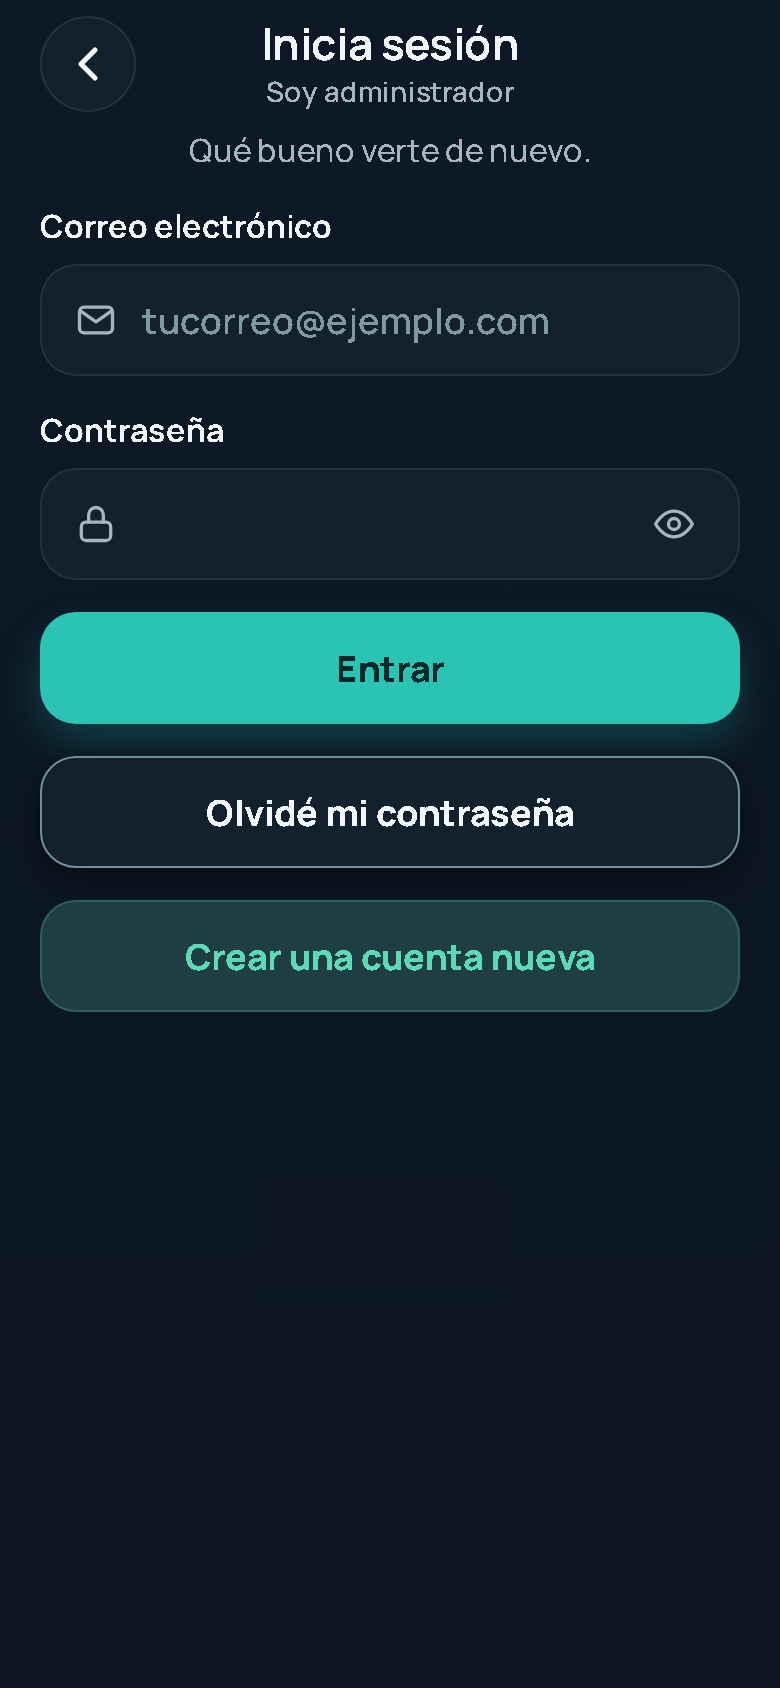 Inicia sesión
Soy administrador
Qué bueno verte de nuevo.
Correo electrónico
tucorreo@ejemplo.com
Contraseña
Entrar
Olvidé mi contraseña
Crear una cuenta nueva